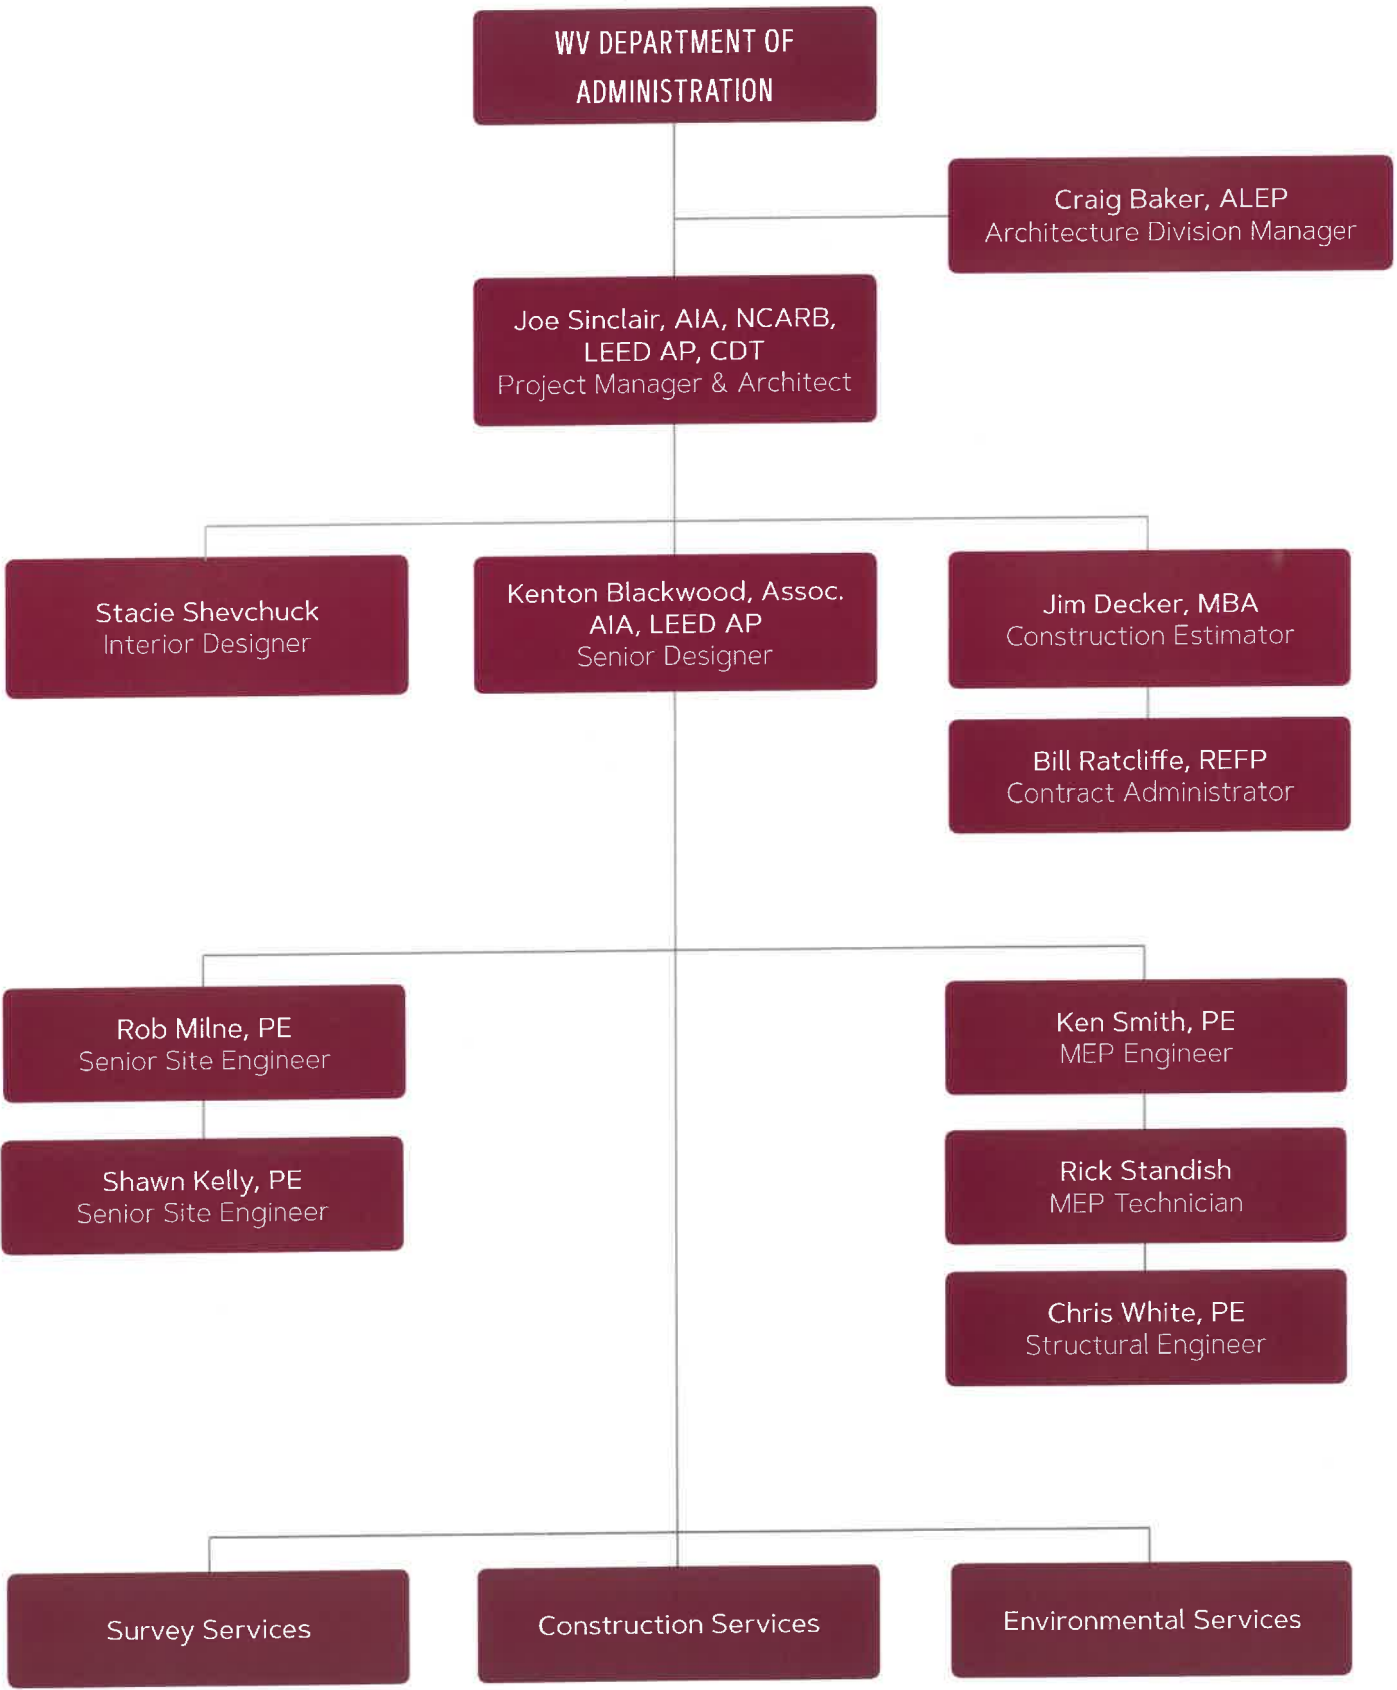 WV DEPARTMENT OF
ADMINISTRATION
Craig Baker, ALEP
Architecture Division Manager
Joe Sinclair, AIA, NCARB,
LEED AP, CDT
Project Manager & Architect
Stacie Shevchuck
Interior Designer
Kenton Blackwood, Assoc.
AIA, LEED AP
Senior Designer
Jim Decker, MBA
Construction Estimator
Bill Ratcliffe, REFP
Contract Administrator
Rob Milne, PE
Senior Site Engineer
Shawn Kelly, PE
Senior Site Engineer
Ken Smith, PE
MEP Engineer
Rick Standish
MEP Technician
Chris White, PE
Structural Engineer
Survey Services
Construction Services
Environmental Services